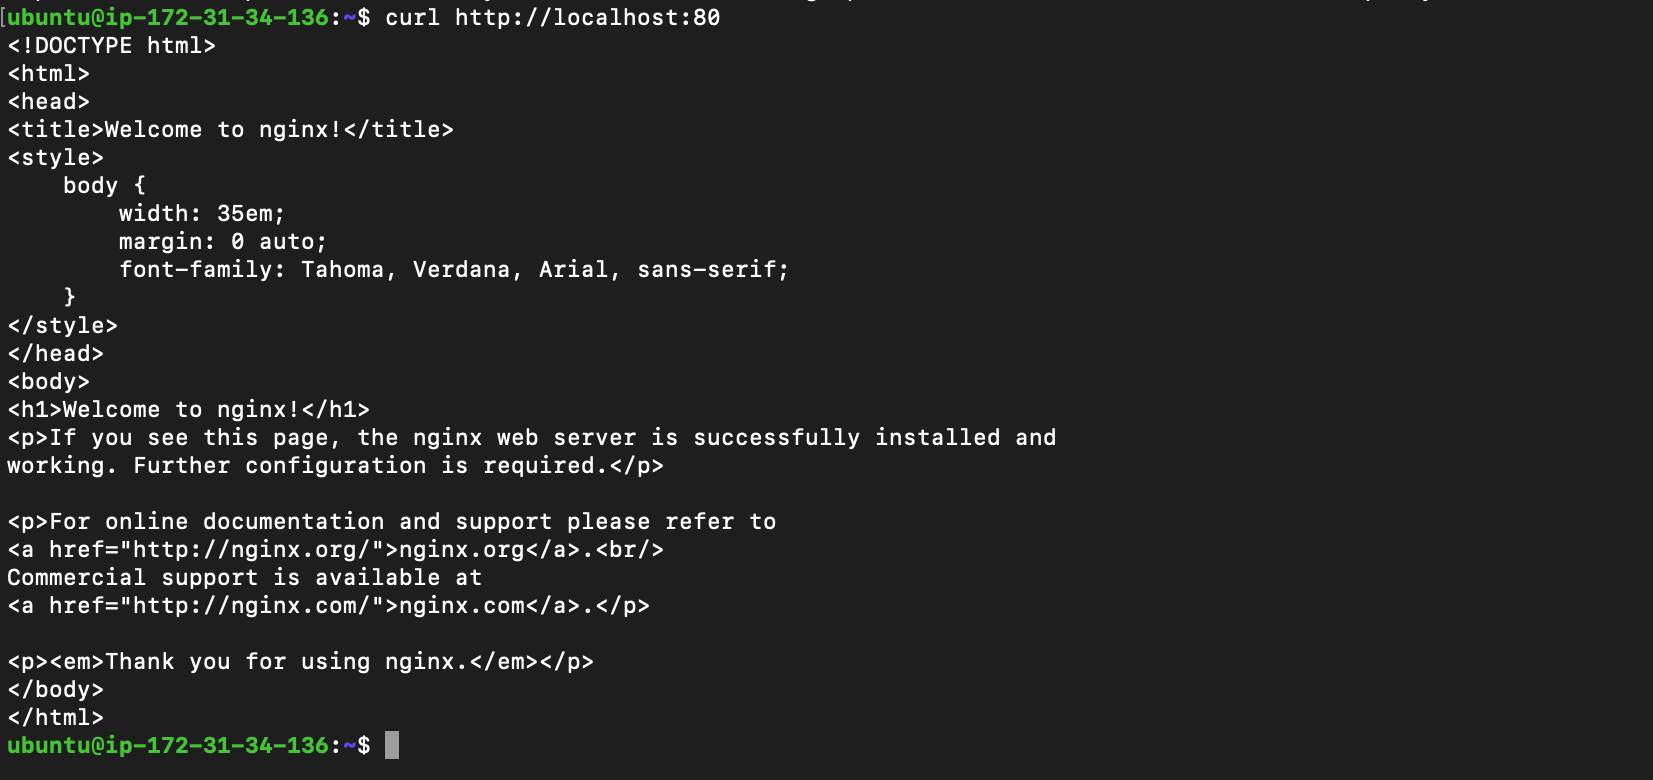 ubuntu@ip-172-31-34-136:~$ curl http://localhost:80
<!DOCTYPE html>
<html>
<head>
<title>Welcome to nginx!</title>
<style>
    body {
        width: 35em;
        margin: 0 auto;
        font-family: Tahoma, Verdana, Arial, sans-serif;
    }
</style>
</head>
<body>
<h1>Welcome to nginx!</h1>
<p>If you see this page, the nginx web server is successfully installed and
working. Further configuration is required.</p>

<p>For online documentation and support please refer to
<a href="http://nginx.org/">nginx.org</a>.<br/>
Commercial support is available at
<a href="http://nginx.com/">nginx.com</a>.</p>

<p><em>Thank you for using nginx.</em></p>
</body>
</html>
ubuntu@ip-172-31-34-136:~$